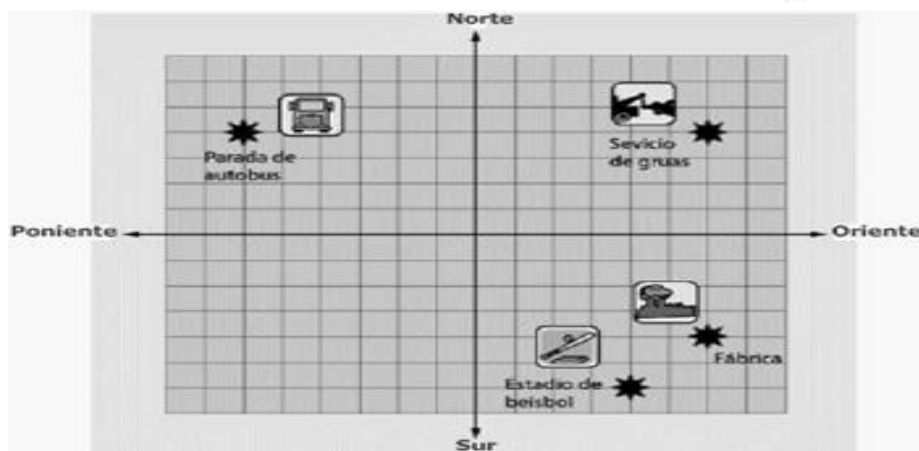 Norte
Parada de
autobus
Sevicio
de gruas
Poniente
Oriente
Fábrica
Estadio de
beisbol
Sur